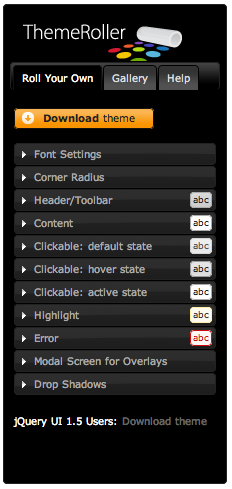 ThemeRoller
Roll Your Own Gallery Help
Download theme
Font Settings
Corner Radius
Header/Toolbar abc
Content abc
Clickable: default state abc
Clickable: hover state abc
Clickable: active state abc
Highlight abc
Error abc
Modal Screen for Overlays
Drop Shadows
jQuery UI 1.5 Users: Download theme